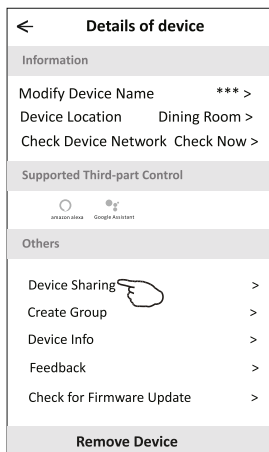 ← Details of device
Information
Modify Device Name *** >
Device Location Dining Room >
Check Device Network Check Now >
Supported Third-part Control
amazon alexa Google Assistant
Others
Device Sharing >
Create Group >
Device Info >
Feedback >
Check for Firmware Update >
Remove Device